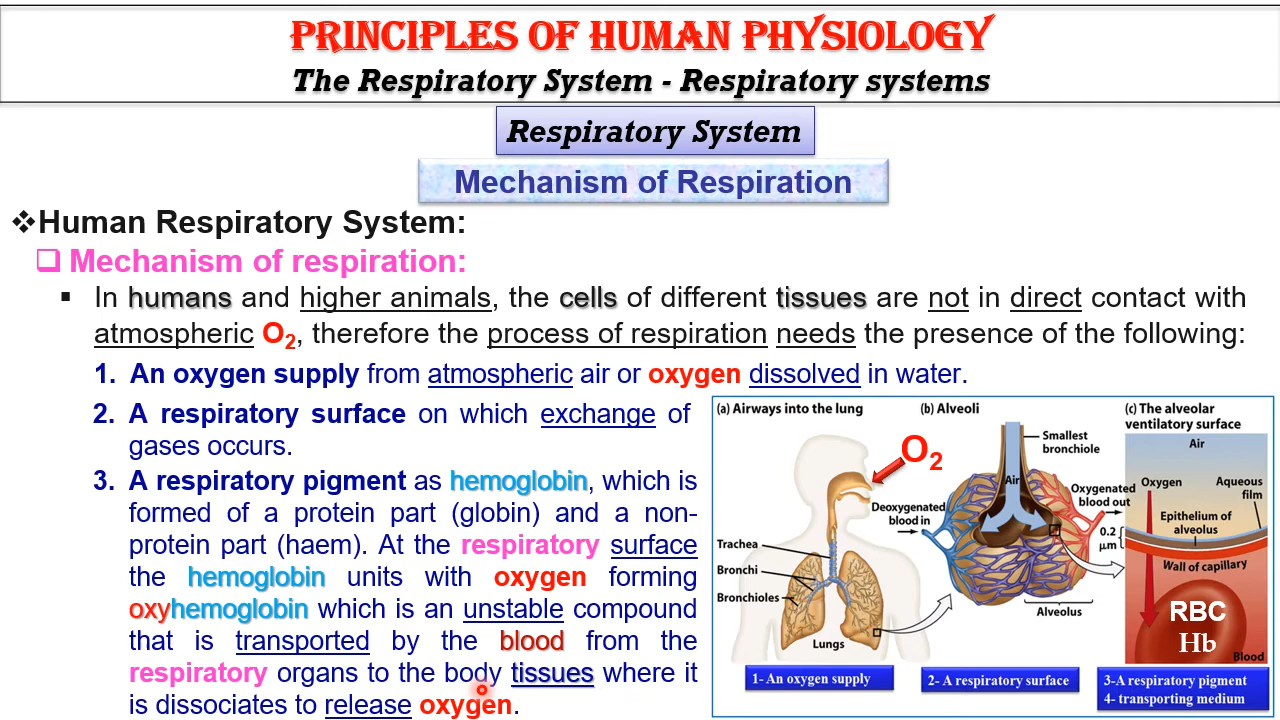 PRINCIPLES OF HUMAN PHYSIOLOGY
The Respiratory System - Respiratory systems
Respiratory System
Mechanism of Respiration
❖Human Respiratory System:
❑ Mechanism of respiration:
▪ In humans and higher animals, the cells of different tissues are not in direct contact with
atmospheric O₂, therefore the process of respiration needs the presence of the following:
1. An oxygen supply from atmospheric air or oxygen dissolved in water.
2. A respiratory surface on which exchange of
gases occurs.
3. A respiratory pigment as hemoglobin, which is
formed of a protein part (globin) and a non-
protein part (haem). At the respiratory surface
the hemoglobin units with oxygen forming
oxyhemoglobin which is an unstable compound
that is transported by the blood from the
respiratory organs to the body tissues where it
is dissociates to release oxygen.
(a) Airways into the lung
O₂
Trachea
Bronchi
Bronchioles
Lungs
1- An oxygen supply
(b) Alveoli
Smallest
bronchiole
Air
Deoxygenated
blood in
Oxygenated
blood out
Alveolus
2- A respiratory surface
(c) The alveolar
ventilatory surface
Air
Oxygen
Aqueous
film
Epithelium of
alveolus
0.2
µm
Wall of capillary
RBC
Hb
Blood
3-A respiratory pigment
4- transporting medium